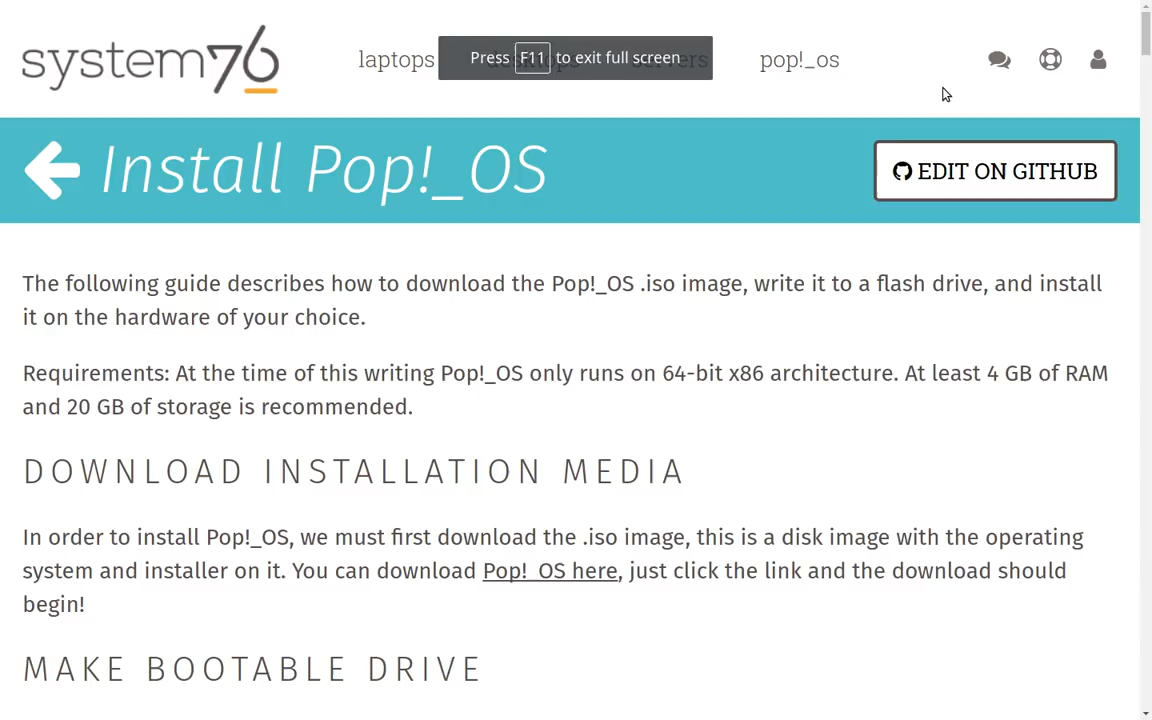 system76
laptops desktops servers pop!_os
Press F11 to exit full screen
Install Pop!_OS
EDIT ON GITHUB
The following guide describes how to download the Pop!_OS .iso image, write it to a flash drive, and install
it on the hardware of your choice.
Requirements: At the time of this writing Pop!_OS only runs on 64-bit x86 architecture. At least 4 GB of RAM
and 20 GB of storage is recommended.
DOWNLOAD INSTALLATION MEDIA
In order to install Pop!_OS, we must first download the .iso image, this is a disk image with the operating
system and installer on it. You can download Pop!_OS here, just click the link and the download should
begin!
MAKE BOOTABLE DRIVE